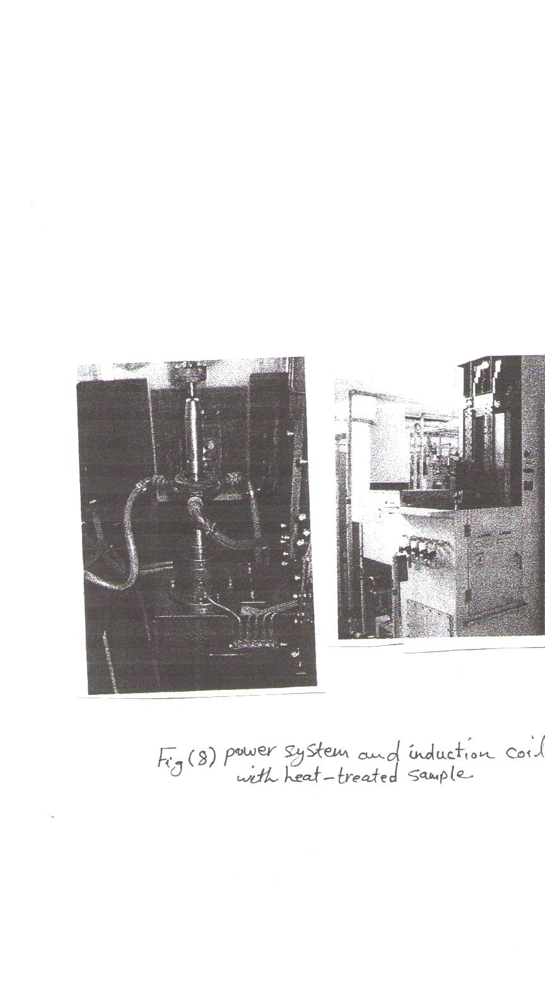 Fig(8) power system and induction coil
with heat-treated sample